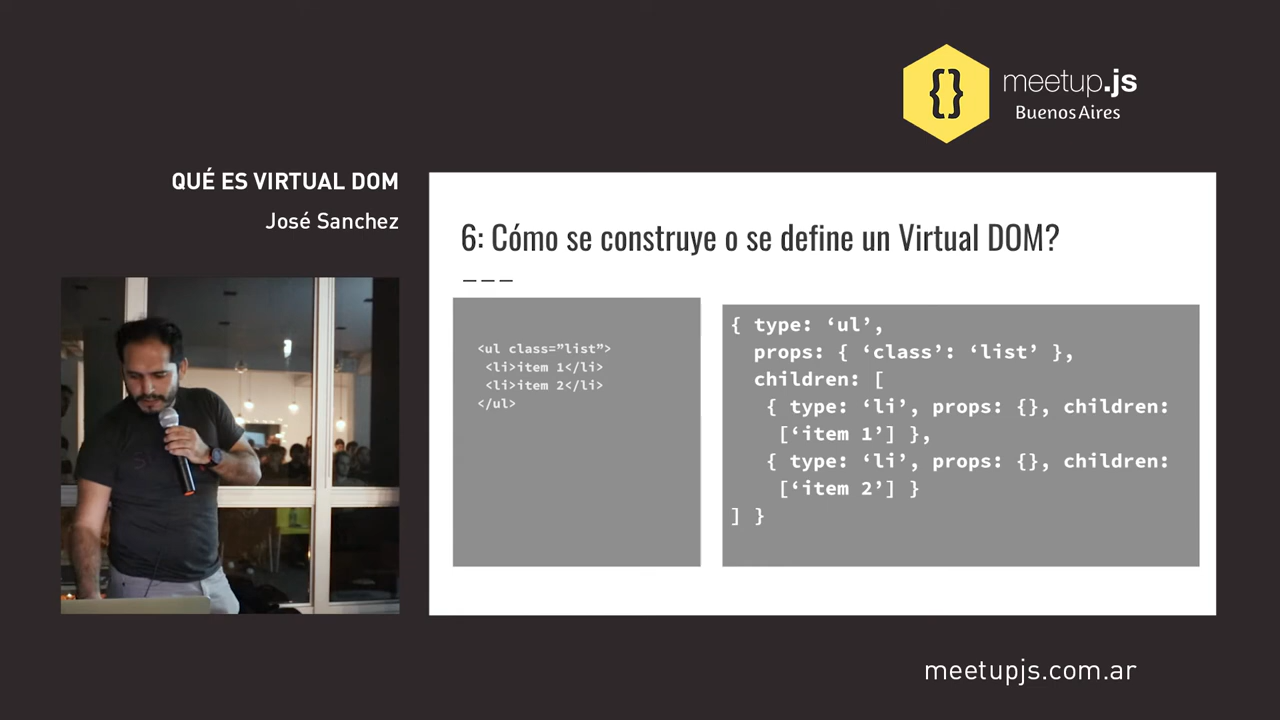 {} meetup.js
Buenos Aires
QUÉ ES VIRTUAL DOM
José Sanchez
6: Cómo se construye o se define un Virtual DOM?
___
<ul class=”list”>
<li>item 1</li>
<li>item 2</li>
</ul>
{ type: ‘ul’,
props: { ‘class’: ‘list’ },
children: [
{ type: ‘li’, props: {}, children:
[‘item 1’] },
{ type: ‘li’, props: {}, children:
[‘item 2’] }
] }
meetupjs.com.ar